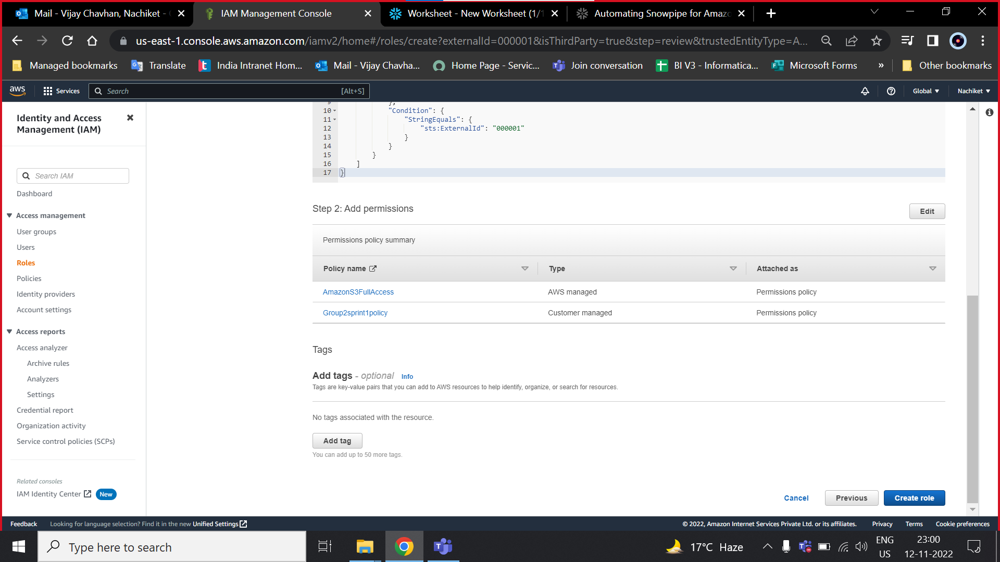 Mail - Vijay Chavhan, Nachiket -
IAM Management Console
Worksheet - New Worksheet (1/1
Automating Snowpipe for Amazo
us-east-1.console.aws.amazon.com/iamv2/home#/roles/create?externalId=000001&isThirdParty=true&step=review&trustedEntityType=A...
Managed bookmarks
Translate
India Intranet Hom...
Mail - Vijay Chavha...
Home Page - Servic...
Join conversation
BI V3 - Informatica...
Microsoft Forms
»
Other bookmarks
aws
Services
Search
[Alt+S]
Global
Nachiket
Identity and Access
Management (IAM)
Search IAM
Dashboard
Access management
User groups
Users
Roles
Policies
Identity providers
Account settings
Access reports
Access analyzer
Archive rules
Analyzers
Settings
Credential report
Organization activity
Service control policies (SCPs)
Related consoles
IAM Identity Center New
9 },
10 "Condition": {
11 "StringEquals": {
12 "sts:ExternalId": "000001"
13 }
14 }
15 }
16 ]
17 }
Step 2: Add permissions
Edit
Permissions policy summary
Policy name Type Attached as
AmazonS3FullAccess AWS managed Permissions policy
Group2sprint1policy Customer managed Permissions policy
Tags
Add tags - optional Info
Tags are key-value pairs that you can add to AWS resources to help identify, organize, or search for resources.
No tags associated with the resource.
Add tag
You can add up to 50 more tags.
Cancel Previous Create role
Feedback Looking for language selection? Find it in the new Unified Settings
© 2022, Amazon Internet Services Private Ltd. or its affiliates. Privacy Terms Cookie preferences
Type here to search
17°C Haze
ENG
US
23:00
12-11-2022